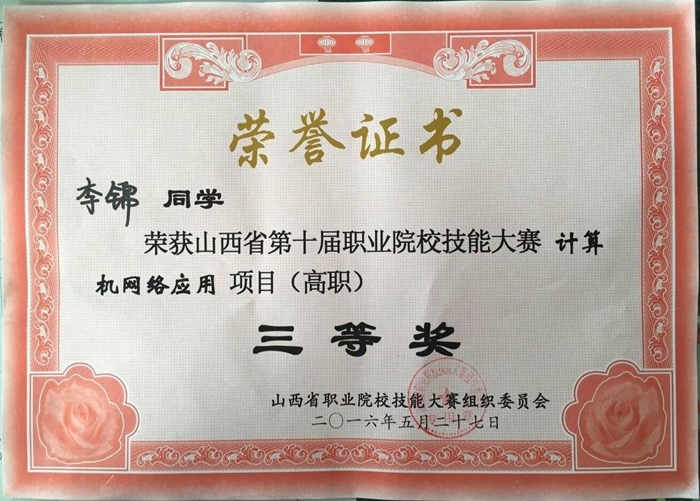 荣誉证书
李锦 同学
荣获山西省第十届职业院校技能大赛 计算
机网络应用 项目（高职）
三等奖
山西省职业院校技能大赛组织委员会
二〇一六年五月二十七日